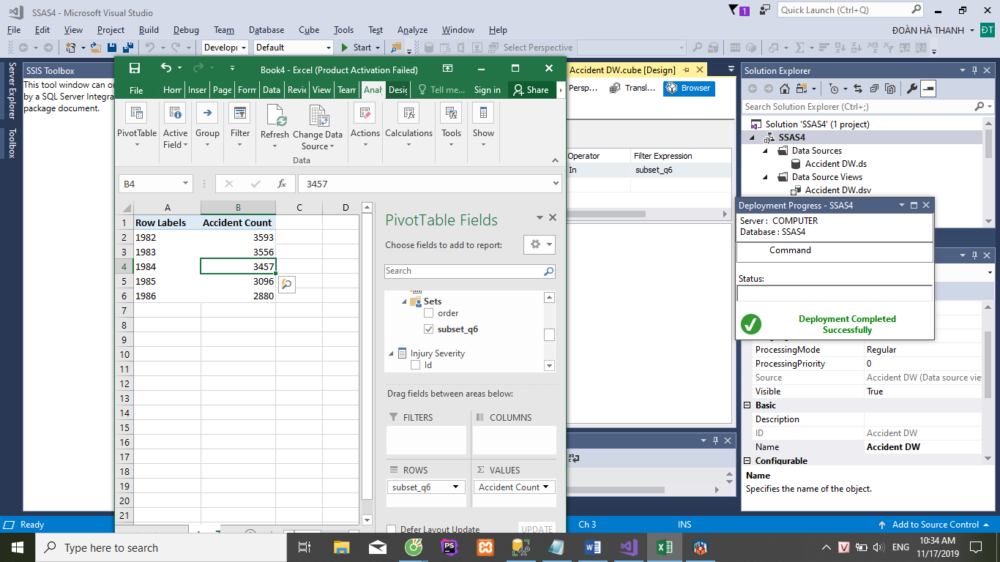 SSAS4 - Microsoft Visual Studio
1
Quick Launch (Ctrl+Q)
File Edit View Project Build Debug Team Database Cube Tools Test Analyze Window Help
ĐOÀN HÀ THANH
ĐT
Develop
Default
Start
Select Perspective
Server Explorer
Toolbox
SSIS Toolbox
This tool window can on
by a SQL Server Integra
package document.
Book4 - Excel (Product Activation Failed)
File Hom Inser Page Form Data Revie View Team Analy Desig Tell me... Sign in Share
PivotTable
Active Field
Group
Filter
Refresh
Change Data Source
Actions
Calculations
Tools
Show
Data
B4
fx
3457
A B C D
1 Row Labels Accident Count
2 1982 3593
3 1983 3556
4 1984 3457
5 1985 3096
6 1986 2880
7
8
9
10
11
12
13
14
15
16
17
18
19
20
21
PivotTable Fields
Choose fields to add to report:
Search
Sets
order
subset_q6
Injury Severity
Id
Drag fields between areas below:
FILTERS
COLUMNS
ROWS
VALUES
subset_q6
Accident Count
Defer Layout Update
UPDATE
Accident DW.cube [Design]
Persp...
Transl...
Browser
Operator
Filter Expression
In
subset_q6
Solution Explorer
Search Solution Explorer (Ctrl+;)
Solution 'SSAS4' (1 project)
SSAS4
Data Sources
Accident DW.ds
Data Source Views
Accident DW.dsv
Deployment Progress - SSAS4
Server : COMPUTER
Database : SSAS4
Command
Status:
Deployment Completed
Successfully
ProcessingMode Regular
ProcessingPriority 0
Source Accident DW (Data source vie
Visible True
Basic
Description
ID Accident DW
Name Accident DW
Configurable
Name
Specifies the name of the object.
Ready
Ch 3
INS
Add to Source Control
Type here to search
PS
ENG
10:34 AM
11/17/2019